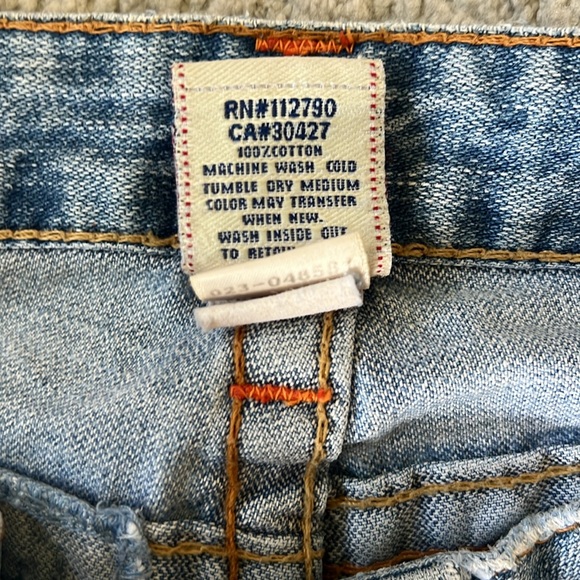 RN#112790
CA#30427
100%COTTON
MACHINE WASH COLD
TUMBLE DRY MEDIUM
COLOR MAY TRANSFER
WHEN NEW.
WASH INSIDE OUT
TO